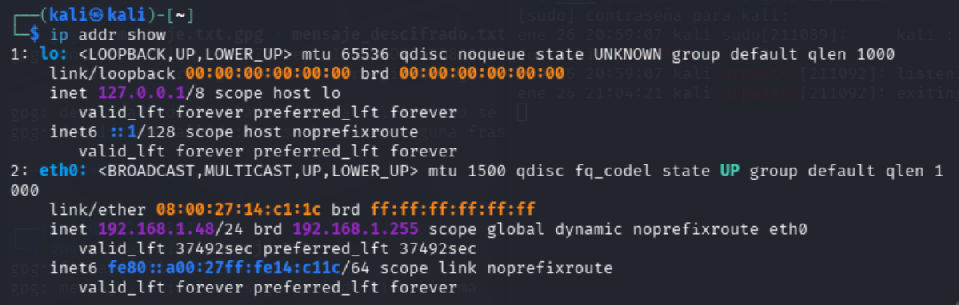 ┌──(kali㉿kali)-[~]
└─$ ip addr show
1: lo: <LOOPBACK,UP,LOWER_UP> mtu 65536 qdisc noqueue state UNKNOWN group default qlen 1000
link/loopback 00:00:00:00:00:00 brd 00:00:00:00:00:00
inet 127.0.0.1/8 scope host lo
valid_lft forever preferred_lft forever
inet6 ::1/128 scope host noprefixroute
valid_lft forever preferred_lft forever
2: eth0: <BROADCAST,MULTICAST,UP,LOWER_UP> mtu 1500 qdisc fq_codel state UP group default qlen 1
000
link/ether 08:00:27:14:c1:1c brd ff:ff:ff:ff:ff:ff
inet 192.168.1.48/24 brd 192.168.1.255 scope global dynamic noprefixroute eth0
valid_lft 37492sec preferred_lft 37492sec
inet6 fe80::a00:27ff:fe14:c11c/64 scope link noprefixroute
valid_lft forever preferred_lft forever